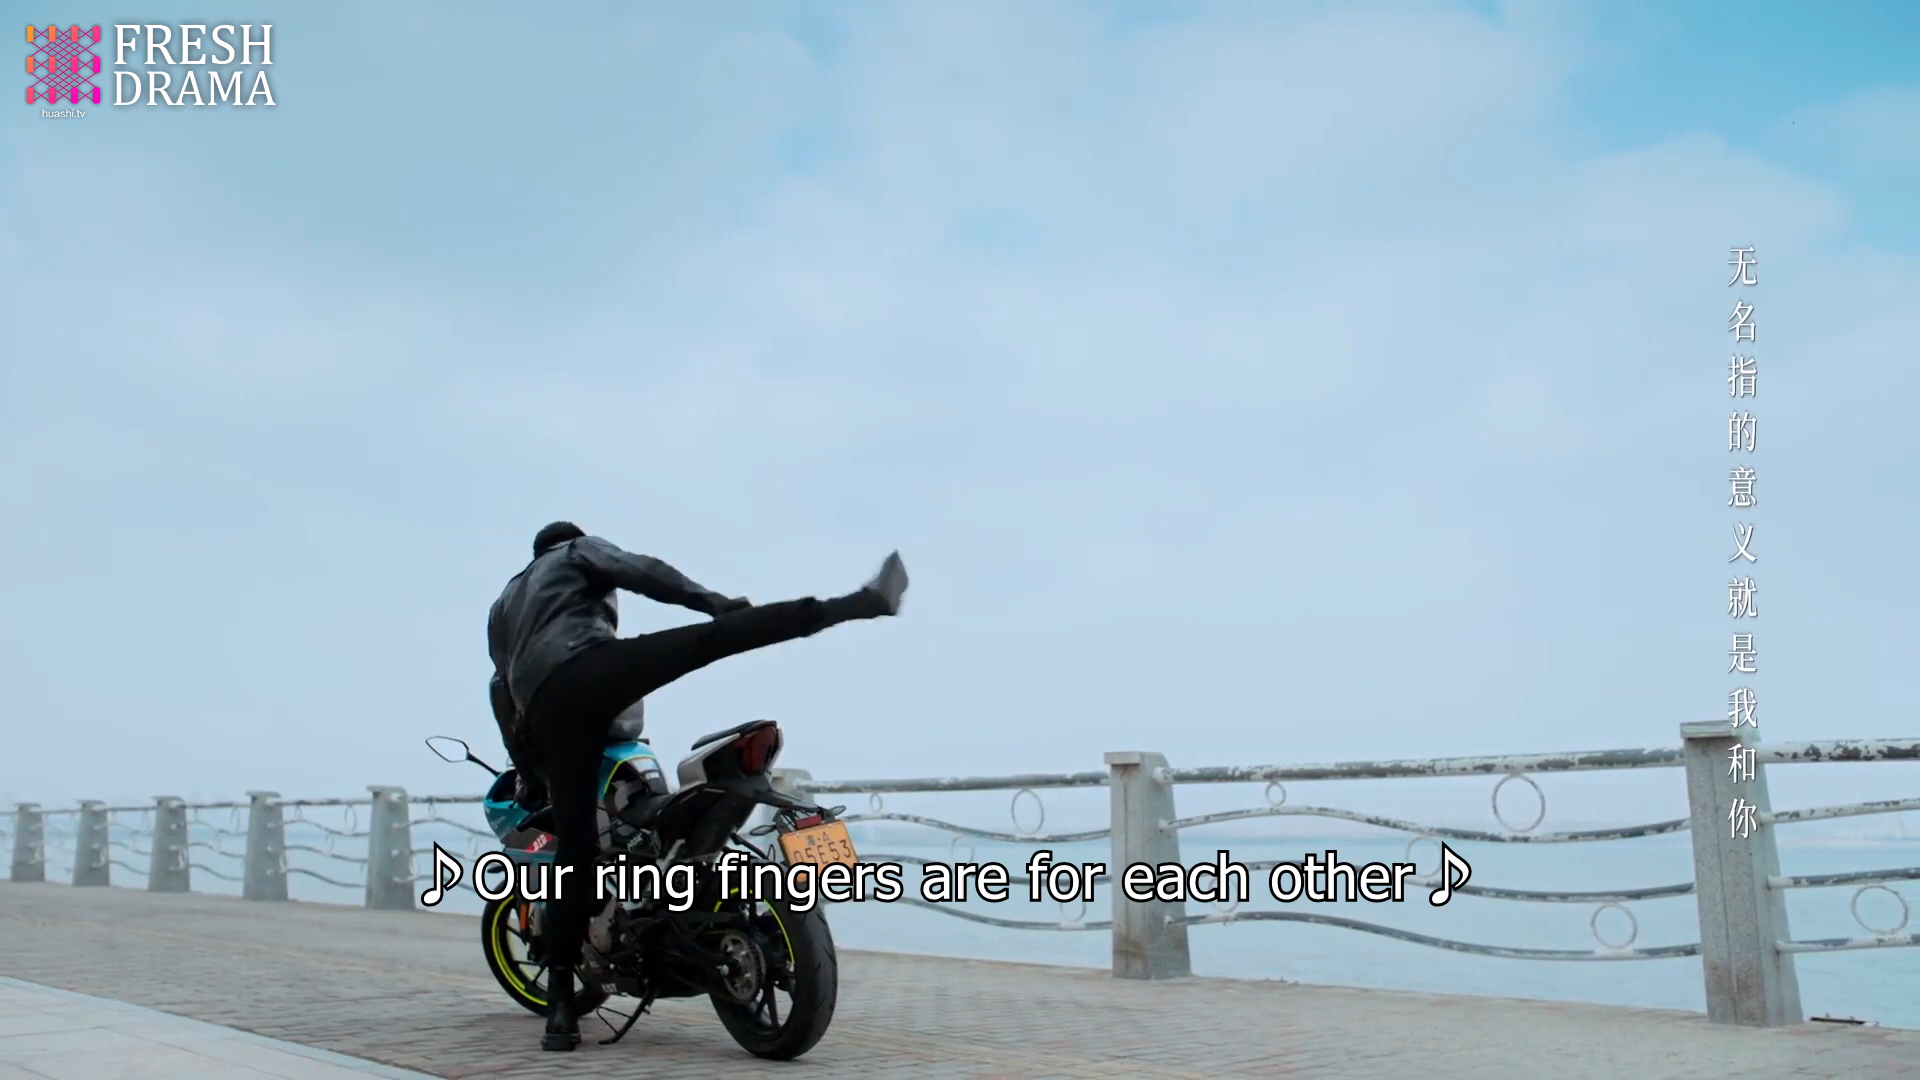 FRESH
DRAMA
huashi.tv
无名指的意义就是我和你
♪Our ring fingers are for each other♪
05E53